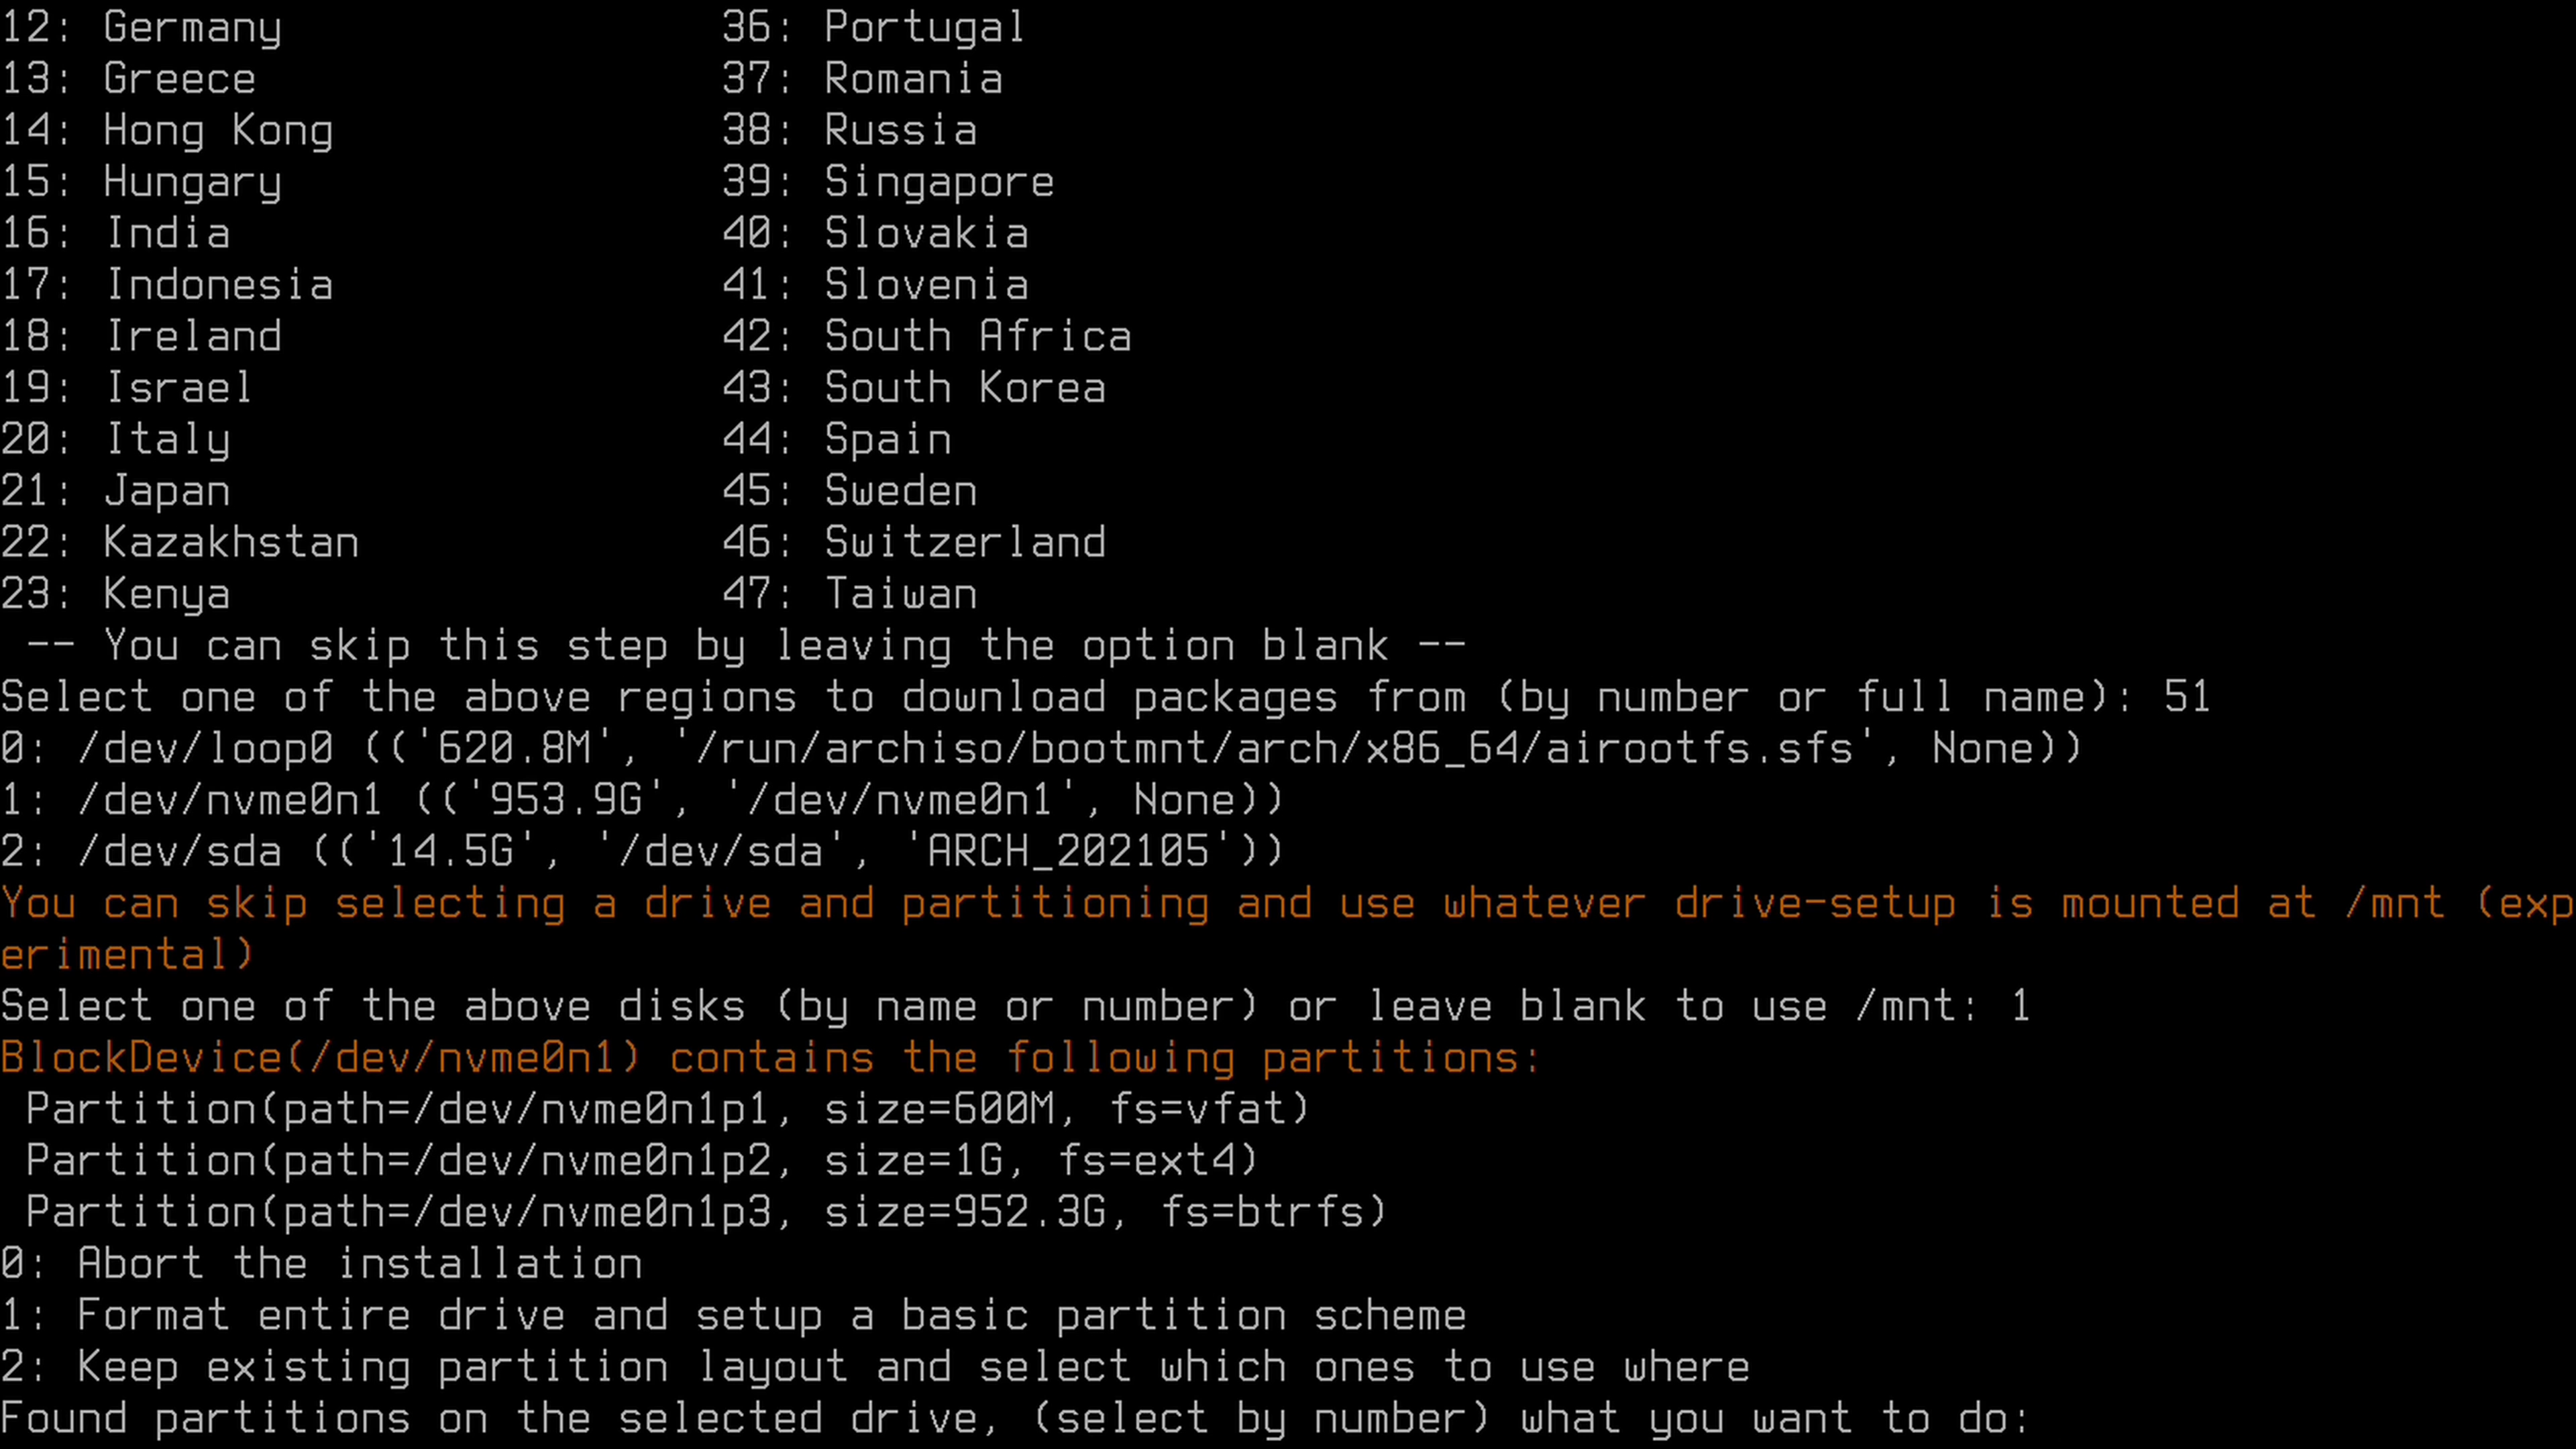 12: Germany 36: Portugal
13: Greece 37: Romania
14: Hong Kong 38: Russia
15: Hungary 39: Singapore
16: India 40: Slovakia
17: Indonesia 41: Slovenia
18: Ireland 42: South Africa
19: Israel 43: South Korea
20: Italy 44: Spain
21: Japan 45: Sweden
22: Kazakhstan 46: Switzerland
23: Kenya 47: Taiwan
-- You can skip this step by leaving the option blank --
Select one of the above regions to download packages from (by number or full name): 51
0: /dev/loop0 (('620.8M', '/run/archiso/bootmnt/arch/x86_64/airootfs.sfs', None))
1: /dev/nvme0n1 (('953.9G', '/dev/nvme0n1', None))
2: /dev/sda (('14.5G', '/dev/sda', 'ARCH_202105'))
You can skip selecting a drive and partitioning and use whatever drive-setup is mounted at /mnt (exp
erimental)
Select one of the above disks (by name or number) or leave blank to use /mnt: 1
BlockDevice(/dev/nvme0n1) contains the following partitions:
Partition(path=/dev/nvme0n1p1, size=600M, fs=vfat)
Partition(path=/dev/nvme0n1p2, size=1G, fs=ext4)
Partition(path=/dev/nvme0n1p3, size=952.3G, fs=btrfs)
0: Abort the installation
1: Format entire drive and setup a basic partition scheme
2: Keep existing partition layout and select which ones to use where
Found partitions on the selected drive, (select by number) what you want to do: